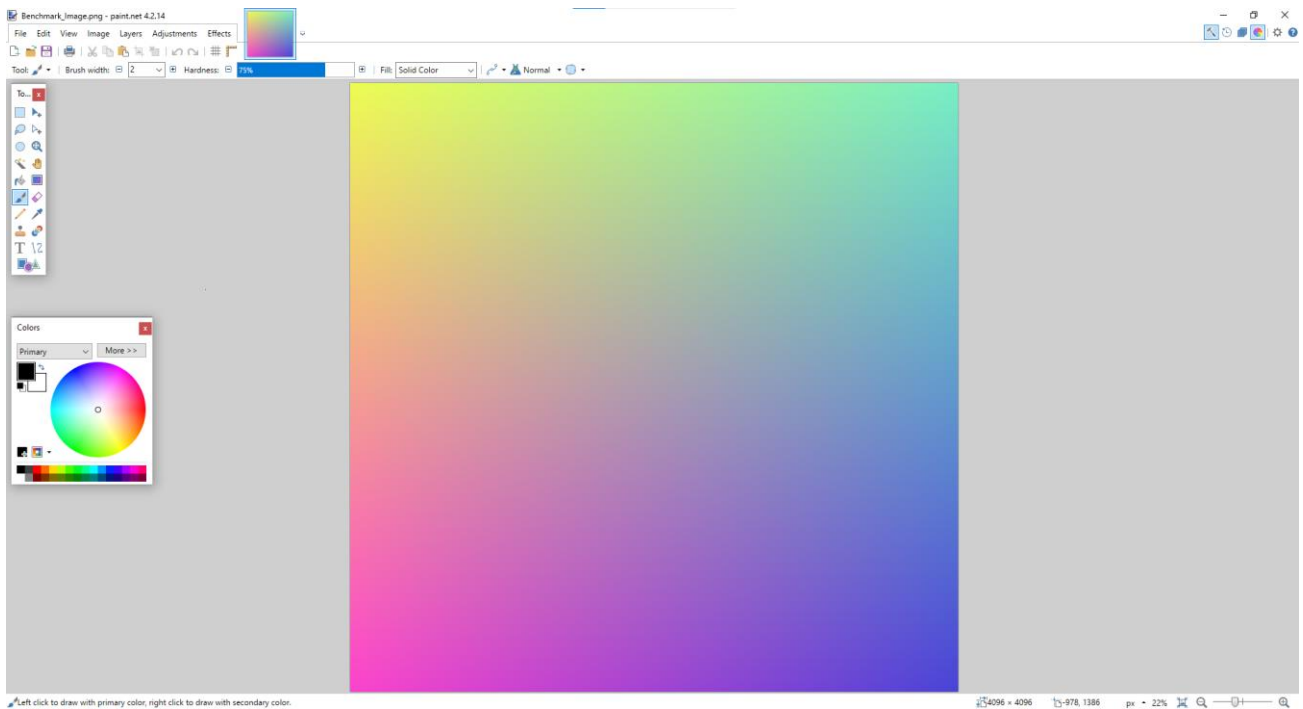 Benchmark_Image.png - paint.net 4.2.14
File Edit View Image Layers Adjustments Effects
Tool: Brush width: 2 Hardness: 75% Fill: Solid Color Normal
To...
T
Colors
Primary More >>
Left click to draw with primary color, right click to draw with secondary color. 4096 × 4096 -978, 1386 px 22%